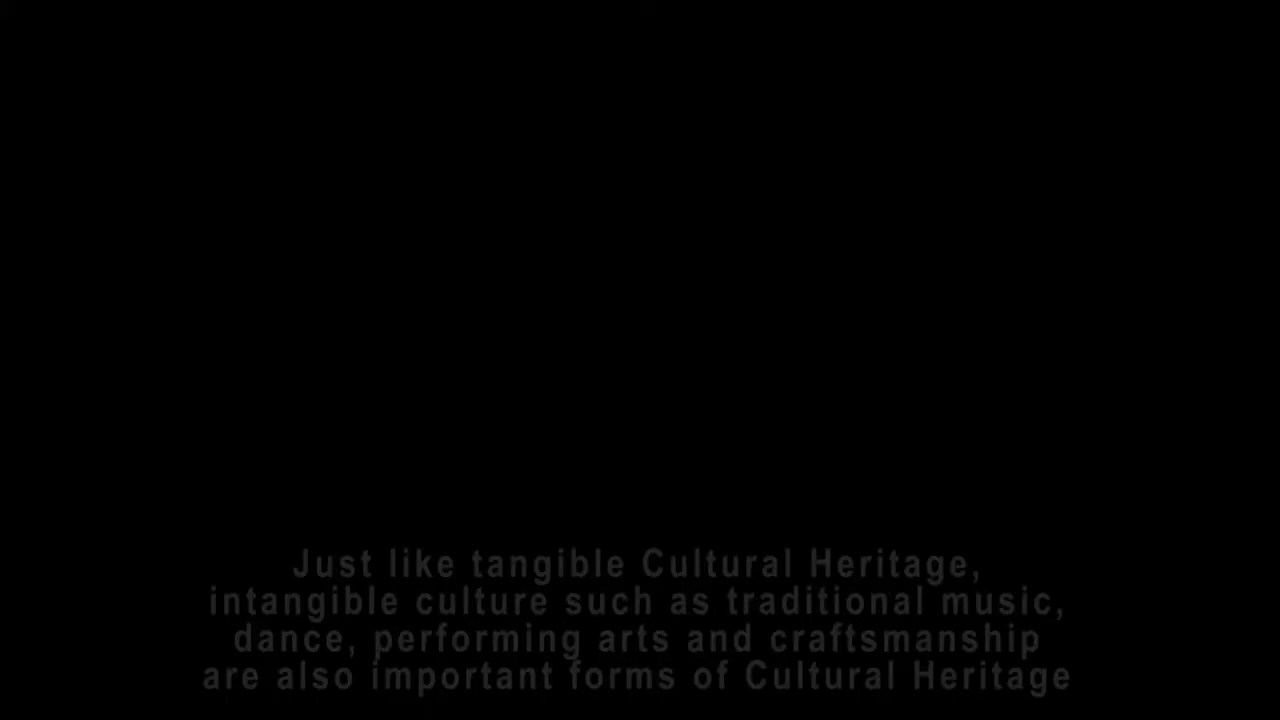 Just like tangible Cultural Heritage,
intangible culture such as traditional music,
dance, performing arts and craftsmanship
are also important forms of Cultural Heritage